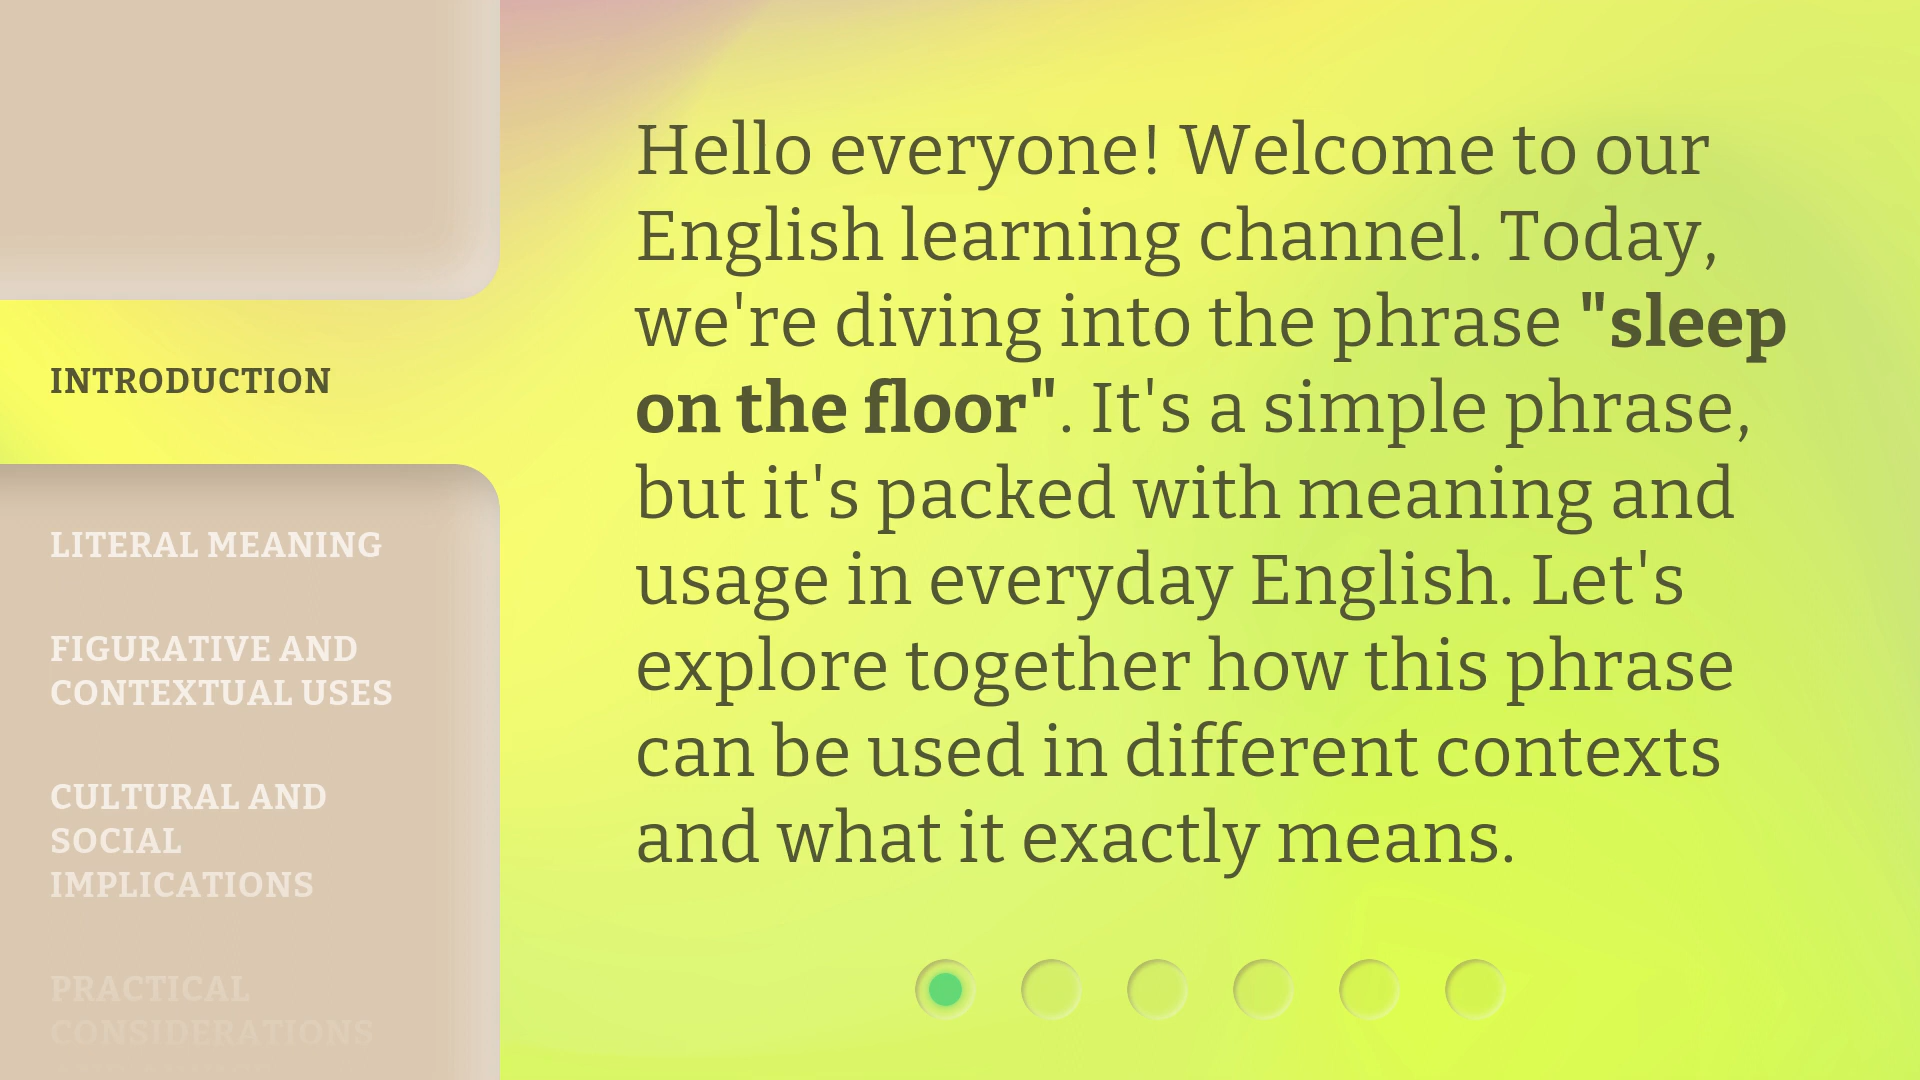 INTRODUCTION
LITERAL MEANING
FIGURATIVE AND
CONTEXTUAL USES
CULTURAL AND
SOCIAL
IMPLICATIONS
PRACTICAL
CONSIDERATIONS
Hello everyone! Welcome to our
English learning channel. Today,
we're diving into the phrase "sleep
on the floor". It's a simple phrase,
but it's packed with meaning and
usage in everyday English. Let's
explore together how this phrase
can be used in different contexts
and what it exactly means.